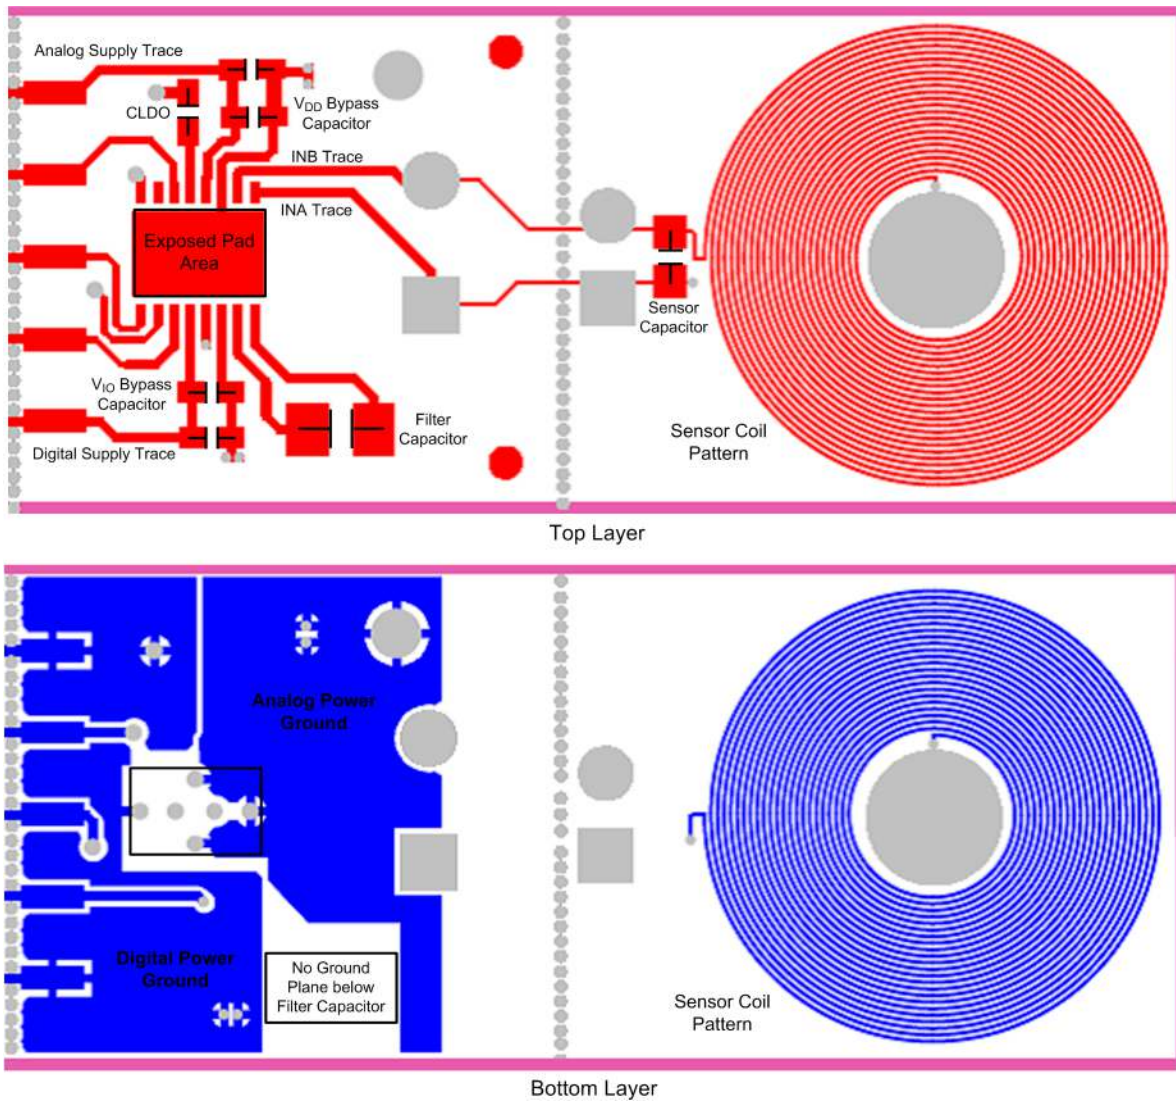 Analog Supply Trace
CLDO
V_DD Bypass
Capacitor
INB Trace
INA Trace
Exposed Pad
Area
Sensor
Capacitor
V_IO Bypass
Capacitor
Digital Supply Trace
Filter
Capacitor
Sensor Coil
Pattern
Top Layer
Analog Power
Ground
Digital Power
Ground
No Ground
Plane below
Filter Capacitor
Sensor Coil
Pattern
Bottom Layer